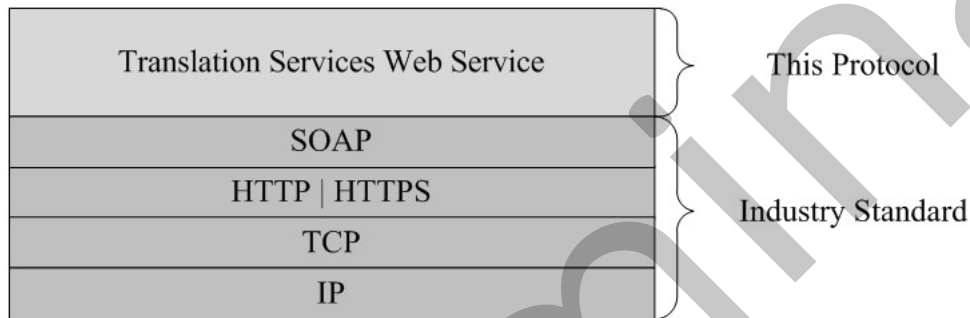 Translation Services Web Service
This Protocol
SOAP
HTTP | HTTPS
TCP
IP
Industry Standard